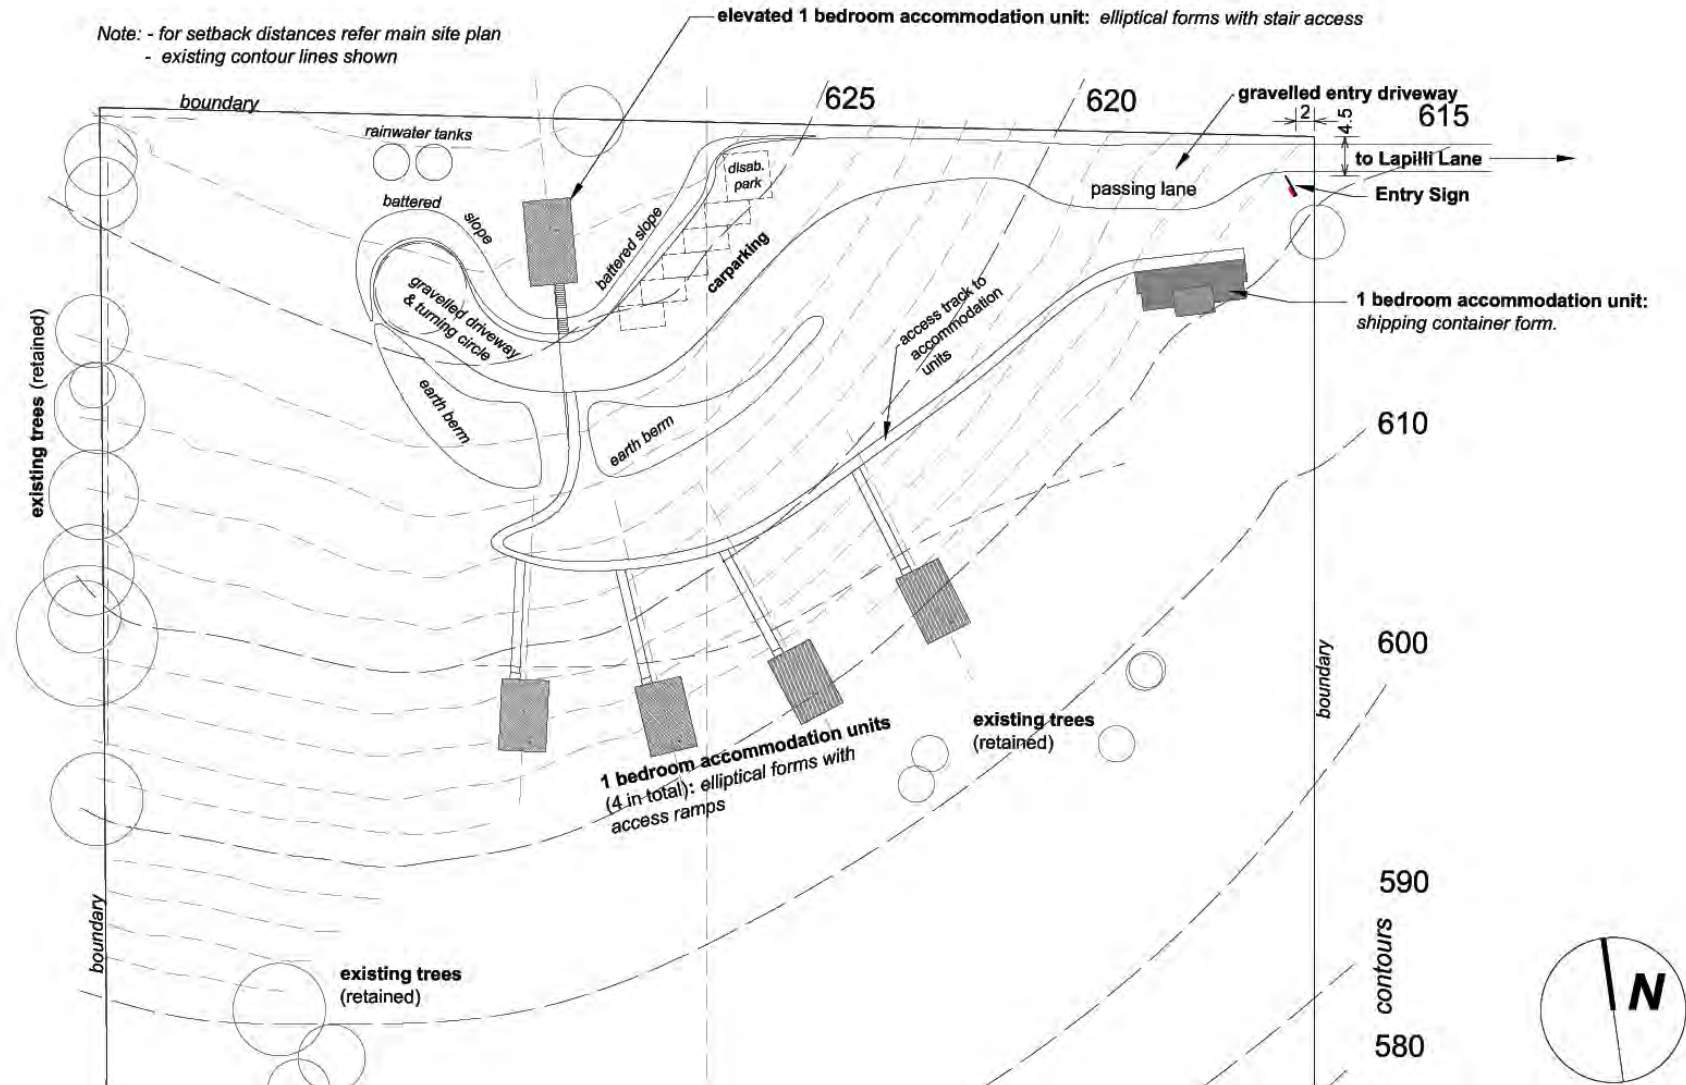 elevated 1 bedroom accommodation unit: elliptical forms with stair access
Note: - for setback distances refer main site plan
- existing contour lines shown
boundary
625
620
gravelled entry driveway
2
4.5
615
rainwater tanks
disab.
park
to Lapilli Lane
passing lane
Entry Sign
battered
slope
battered slope
carparking
gravelled driveway
& turning circle
access track to
accommodation
units
1 bedroom accommodation unit:
shipping container form.
existing trees (retained)
earth berm
earth berm
610
600
boundary
existing trees
(retained)
1 bedroom accommodation units
(4 in total): elliptical forms with
access ramps
590
contours
boundary
existing trees
(retained)
N
580